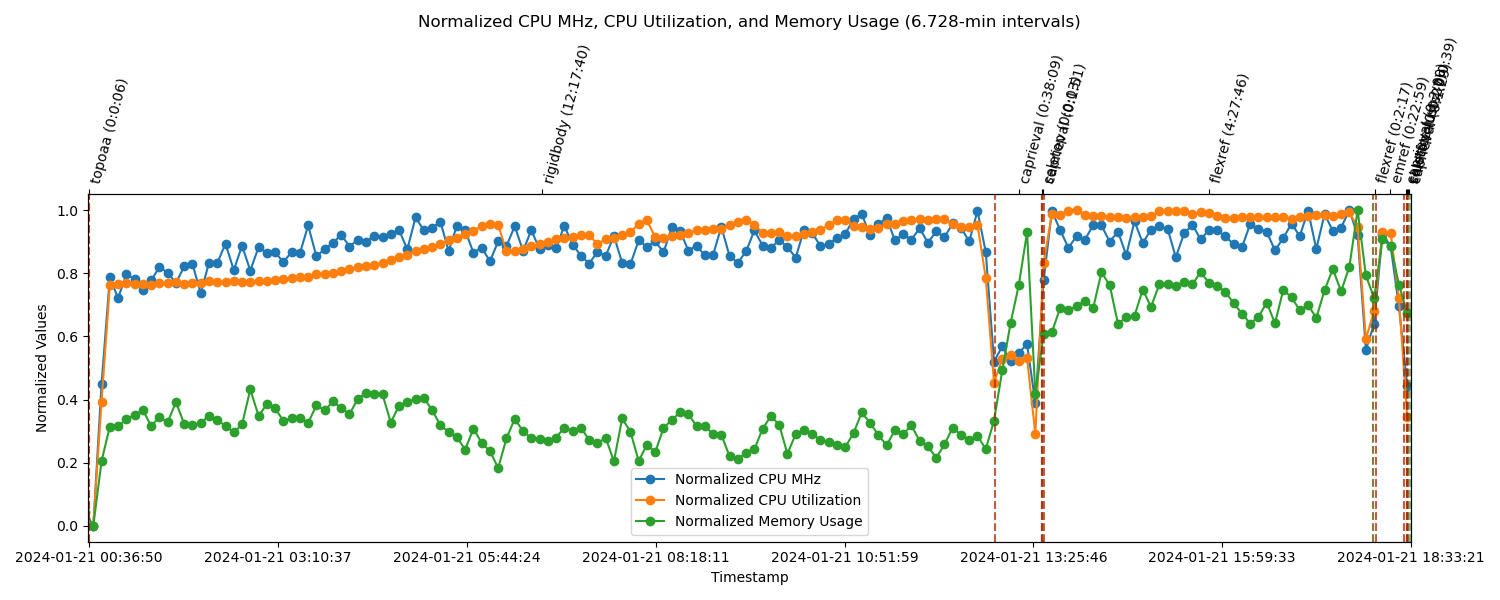 Normalized CPU MHz, CPU Utilization, and Memory Usage (6.728-min intervals)
topoaa (0:0:06)
rigidbody (12:17:40)
caprieval (0:38:09)
caprieval (0:1:51)
flexref (4:27:46)
flexref (0:2:17)
emref (0:22:59)
Normalized Values
1.0
0.8
0.6
0.4
0.2
0.0
Normalized CPU MHz
Normalized CPU Utilization
Normalized Memory Usage
2024-01-21 00:36:50
2024-01-21 03:10:37
2024-01-21 05:44:24
2024-01-21 08:18:11
2024-01-21 10:51:59
2024-01-21 13:25:46
2024-01-21 15:59:33
2024-01-21 18:33:21
Timestamp